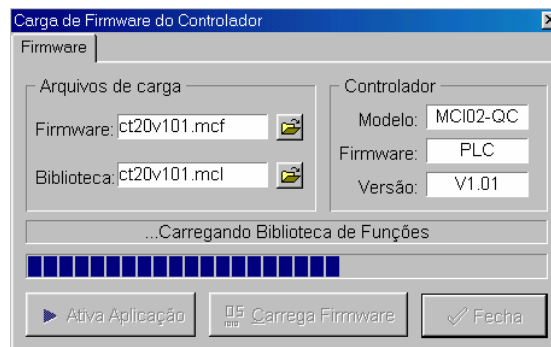 Carga de Firmware do Controlador
Firmware
Arquivos de carga
Firmware: ct20v101.mcf
Biblioteca: ct20v101.mcl
Controlador
Modelo: MCI02-QC
Firmware: PLC
Versão: V1.01
...Carregando Biblioteca de Funções
Ativa Aplicação
Carrega Firmware
Fecha